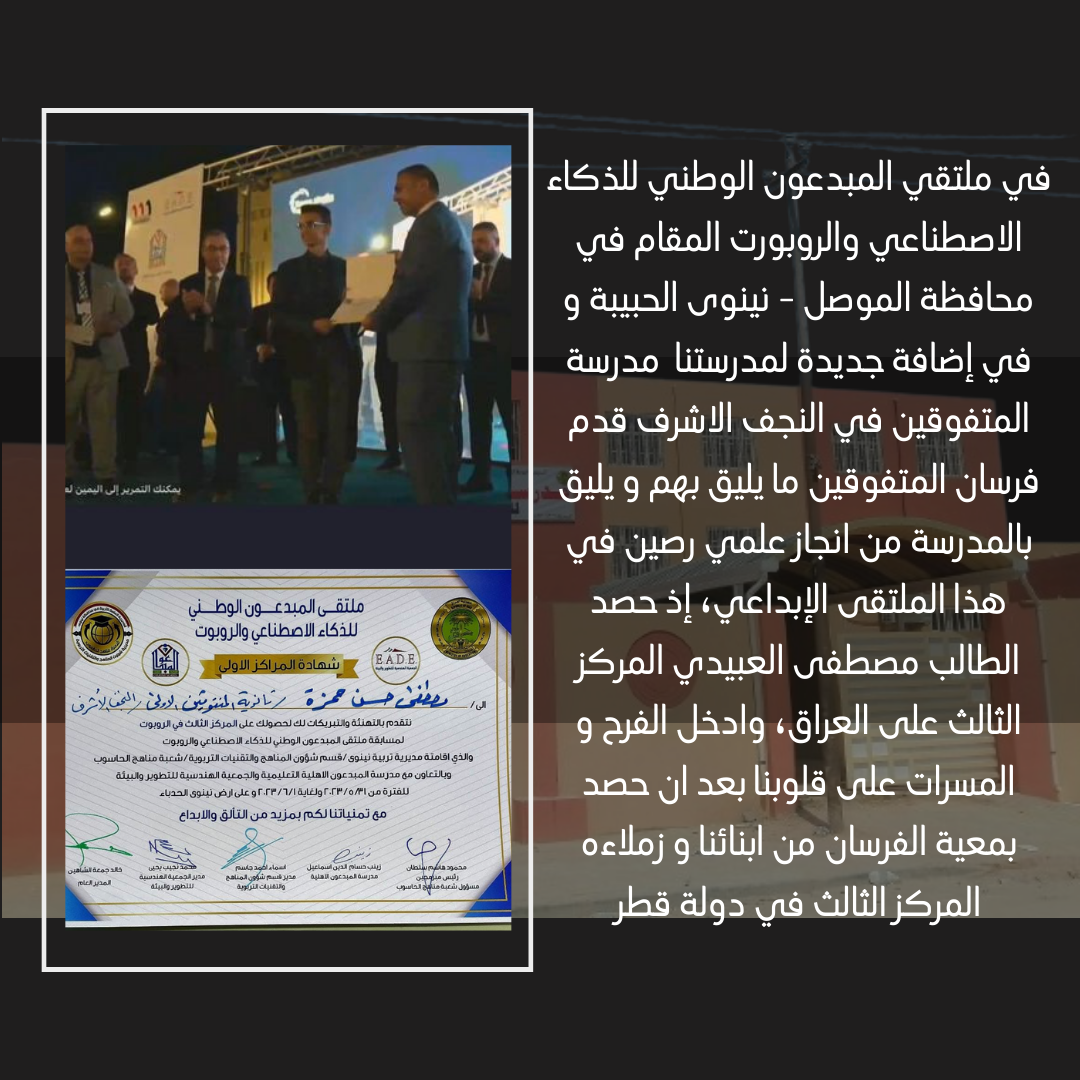 في ملتقي المبدعون الوطني للذكاء
الاصطناعي والروبورت المقام في
محافظة الموصل - نينوى الحبيبة و
في إضافة جديدة لمدرستنا مدرسة
المتفوقين في النجف الاشرف قدم
فرسان المتفوقين ما يليق بهم و يليق
بالمدرسة من انجاز علمي رصين في
هذا الملتقى الإبداعي، إذ حصد
الطالب مصطفى العبيدي المركز
الثالث على العراق، وادخل الفرح و
المسرات على قلوبنا بعد ان حصد
بمعية الفرسان من ابنائنا و زملاءه
المركز الثالث في دولة قطر
يمكنك التمرير إلى اليمين لع
ملتقى المبدعون الوطني
للذكاء الاصطناعي والروبوت
E.A.D.E
شهادة المراكز الاولى
الى / مصطفى حسن حمزة / ثانوية المتفوقين الاولى / النجف الأشرف
نتقدم بالتهنئة والتبريكات لك لحصولك على المركز الثالث في الروبوت
لمسابقة ملتقى المبدعون الوطني للذكاء الاصطناعي والروبوت
والذي اقامتة مديرية تربية نينوى /قسم شؤون المناهج والتقنيات التربوية /شعبة مناهج الحاسوب
وبالتعاون مع مدرسة المبدعون الاهلية التعليمية والجمعية الهندسية للتطوير والبيئة
للفترة من ٢٠٢٣/٥/٣١ ولغاية ٢٠٢٣/٦/١ و على ارض نينوى الحدباء
مع تمنياتنا لكم بمزيد من التألق والابداع
محمود هاشم سلطان
رئيس مبرمجين
مسؤول شعبة مناهج الحاسوب
زينب حسام الدين اسماعيل
مدرسة المبدعون الاهلية
اسماء احمد جاسم
مدير قسم شؤون المناهج
والتقنيات التربوية
محمد نجيب يحيى
مدير الجمعية الهندسية
للتطوير والبيئة
خالد جمعة الشاهين
المدير العام